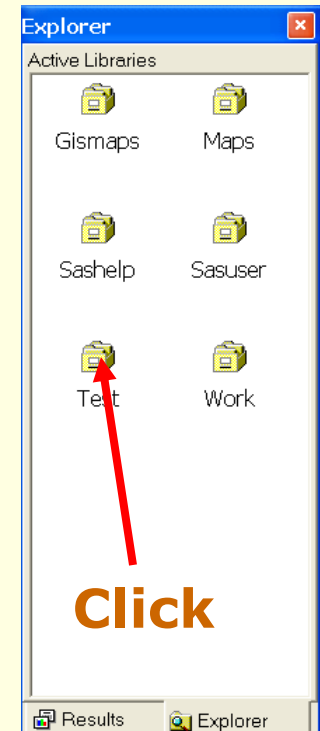 Explorer
Active Libraries
Gismaps Maps
Sashelp Sasuser
Test Work
Click
Results Explorer